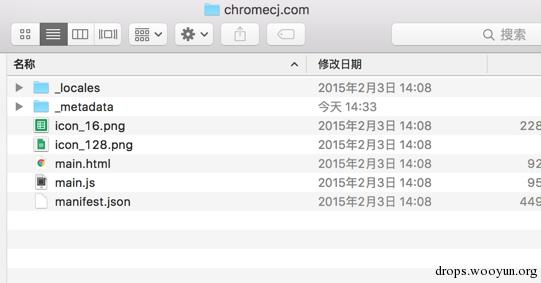 chromecj.com
搜索
名称 修改日期
_locales 2015年2月3日 14:08
_metadata 今天 14:33
icon_16.png 2015年2月3日 14:08 228
icon_128.png 2015年2月3日 14:08
main.html 2015年2月3日 14:08 92
main.js 2015年2月3日 14:08 95
manifest.json 2015年2月3日 14:08 449
drops.wooyun.org